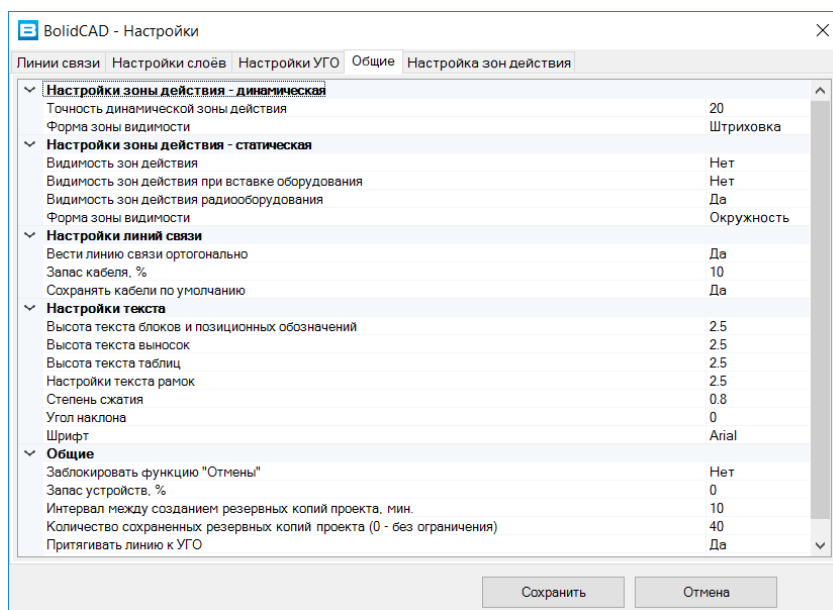 BolidCAD - Настройки
Линии связи Настройки слоёв Настройки УГО Общие Настройка зон действия
Настройки зоны действия - динамическая
Точность динамической зоны действия 20
Форма зоны видимости Штриховка
Настройки зоны действия - статическая
Видимость зон действия Нет
Видимость зон действия при вставке оборудования Нет
Видимость зон действия радиооборудования Да
Форма зоны видимости Окружность
Настройки линий связи
Вести линию связи ортогонально Да
Запас кабеля, % 10
Сохранять кабели по умолчанию Да
Настройки текста
Высота текста блоков и позиционных обозначений 2.5
Высота текста выносок 2.5
Высота текста таблиц 2.5
Настройки текста рамок 2.5
Степень сжатия 0.8
Угол наклона 0
Шрифт Arial
Общие
Заблокировать функцию "Отмены" Нет
Запас устройств, % 0
Интервал между созданием резервных копий проекта, мин. 10
Количество сохраненных резервных копий проекта (0 - без ограничения) 40
Притягивать линию к УГО Да
Сохранить Отмена